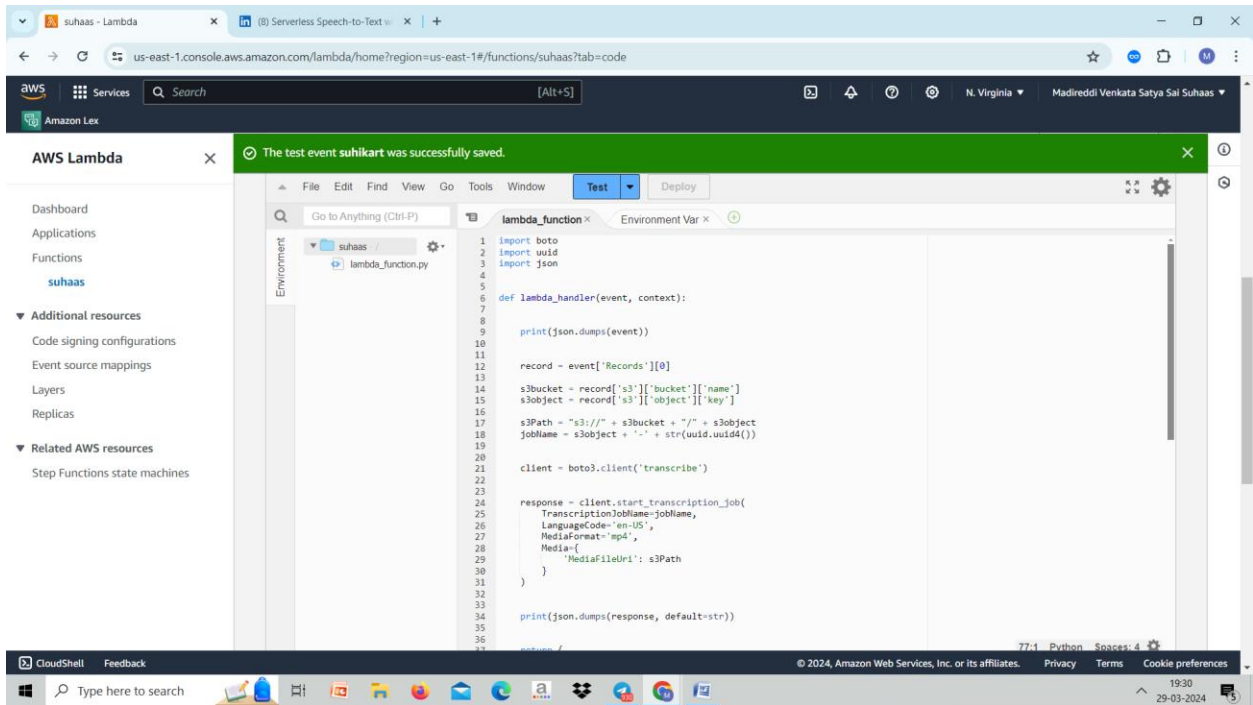 suhaas - Lambda
(8) Serverless Speech-to-Text w
us-east-1.console.aws.amazon.com/lambda/home?region=us-east-1#/functions/suhaas?tab=code
M
aws
Services
Search
[Alt+S]
N. Virginia
Madireddi Venkata Satya Sai Suhaas
Amazon Lex
AWS Lambda
The test event suhikart was successfully saved.
Dashboard
Applications
Functions
suhaas
Additional resources
Code signing configurations
Event source mappings
Layers
Replicas
Related AWS resources
Step Functions state machines
File Edit Find View Go Tools Window Test Deploy
Go to Anything (Ctrl-P)
lambda_function
Environment Var
Environment
suhaas - /
lambda_function.py
1 import boto
2 import uuid
3 import json
4
5
6 def lambda_handler(event, context):
7
8
9 print(json.dumps(event))
10
11
12 record = event['Records'][0]
13
14 s3bucket = record['s3']['bucket']['name']
15 s3object = record['s3']['object']['key']
16
17 s3Path = "s3://" + s3bucket + "/" + s3object
18 jobName = s3object + '-' + str(uuid.uuid4())
19
20
21 client = boto3.client('transcribe')
22
23
24 response = client.start_transcription_job(
25 TranscriptionJobName=jobName,
26 LanguageCode='en-US',
27 MediaFormat='mp4',
28 Media={
29 'MediaFileUri': s3Path
30 }
31 )
32
33
34 print(json.dumps(response, default=str))
35
36
37 return {
77:1 Python Spaces: 4
CloudShell Feedback
© 2024, Amazon Web Services, Inc. or its affiliates. Privacy Terms Cookie preferences
Type here to search
19:30
29-03-2024